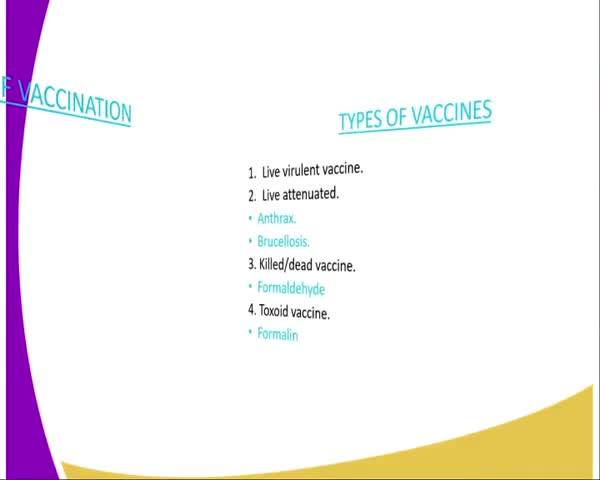 F VACCINATION
TYPES OF VACCINES
1. Live virulent vaccine.
2. Live attenuated.
• Anthrax.
• Brucellosis.
3. Killed/dead vaccine.
• Formaldehyde
4. Toxoid vaccine.
• Formalin